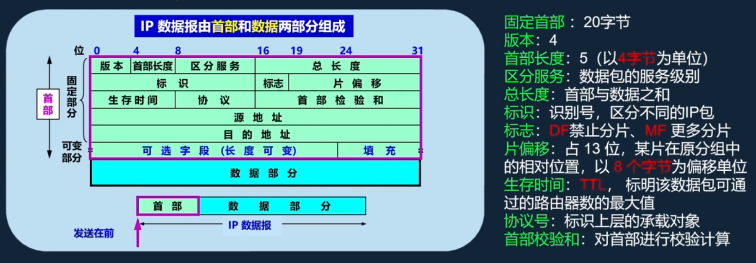 IP 数据报由首部和数据两部分组成
位 0 4 8 16 19 24 31
版本 首部长度 区分服务 总长度
标识 标志 片偏移
生存时间 协议 首部检验和
源地址
目的地址
可选字段(长度可变) 填充
数据部分
首部
固定部分
可变部分
首部 数据部分
IP 数据报
发送在前
固定首部 :20字节
版本:4
首部长度:5(以4字节为单位)
区分服务:数据包的服务级别
总长度:首部与数据之和
标识:识别号,区分不同的IP包
标志:DF禁止分片、MF 更多分片
片偏移:占 13 位,某片在原分组中
的相对位置,以 8 个字节为偏移单位
生存时间:TTL, 标明该数据包可通
过的路由器数的最大值
协议号:标识上层的承载对象
首部校验和:对首部进行校验计算